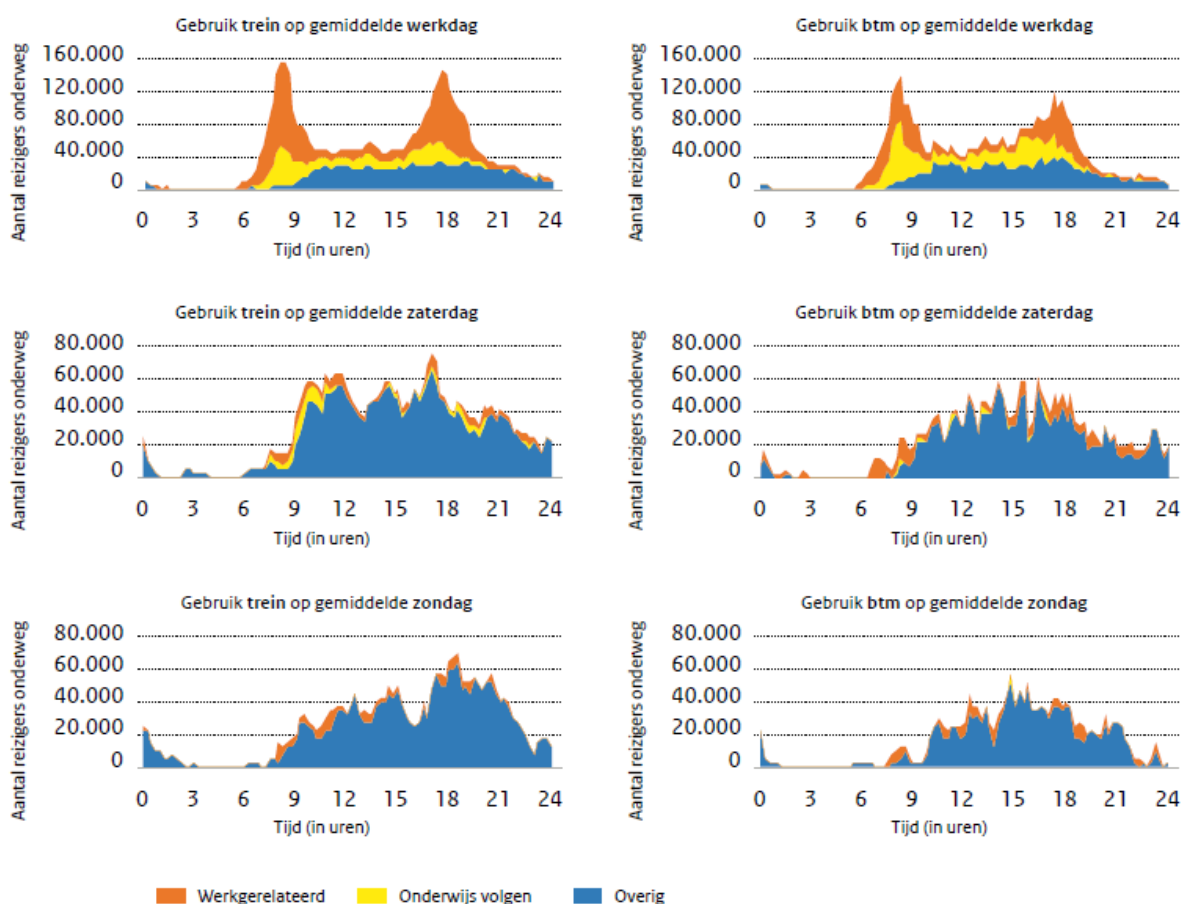 Gebruik trein op gemiddelde werkdag
Aantal reizigers onderweg
160.000
120.000
80.000
40.000
0
0 3 6 9 12 15 18 21 24
Tijd (in uren)
Gebruik btm op gemiddelde werkdag
Aantal reizigers onderweg
160.000
120.000
80.000
40.000
0
0 3 6 9 12 15 18 21 24
Tijd (in uren)
Gebruik trein op gemiddelde zaterdag
Aantal reizigers onderweg
80.000
60.000
40.000
20.000
0
0 3 6 9 12 15 18 21 24
Tijd (in uren)
Gebruik btm op gemiddelde zaterdag
Aantal reizigers onderweg
80.000
60.000
40.000
20.000
0
0 3 6 9 12 15 18 21 24
Tijd (in uren)
Gebruik trein op gemiddelde zondag
Aantal reizigers onderweg
80.000
60.000
40.000
20.000
0
0 3 6 9 12 15 18 21 24
Tijd (in uren)
Gebruik btm op gemiddelde zondag
Aantal reizigers onderweg
80.000
60.000
40.000
20.000
0
0 3 6 9 12 15 18 21 24
Tijd (in uren)
Werkgerelateerd Onderwijs volgen Overig